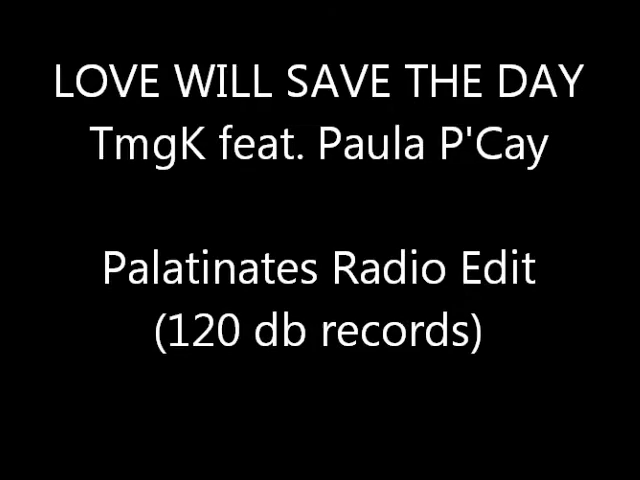 LOVE WILL SAVE THE DAY
TmgK feat. Paula P'Cay
Palatinates Radio Edit
(120 db records)